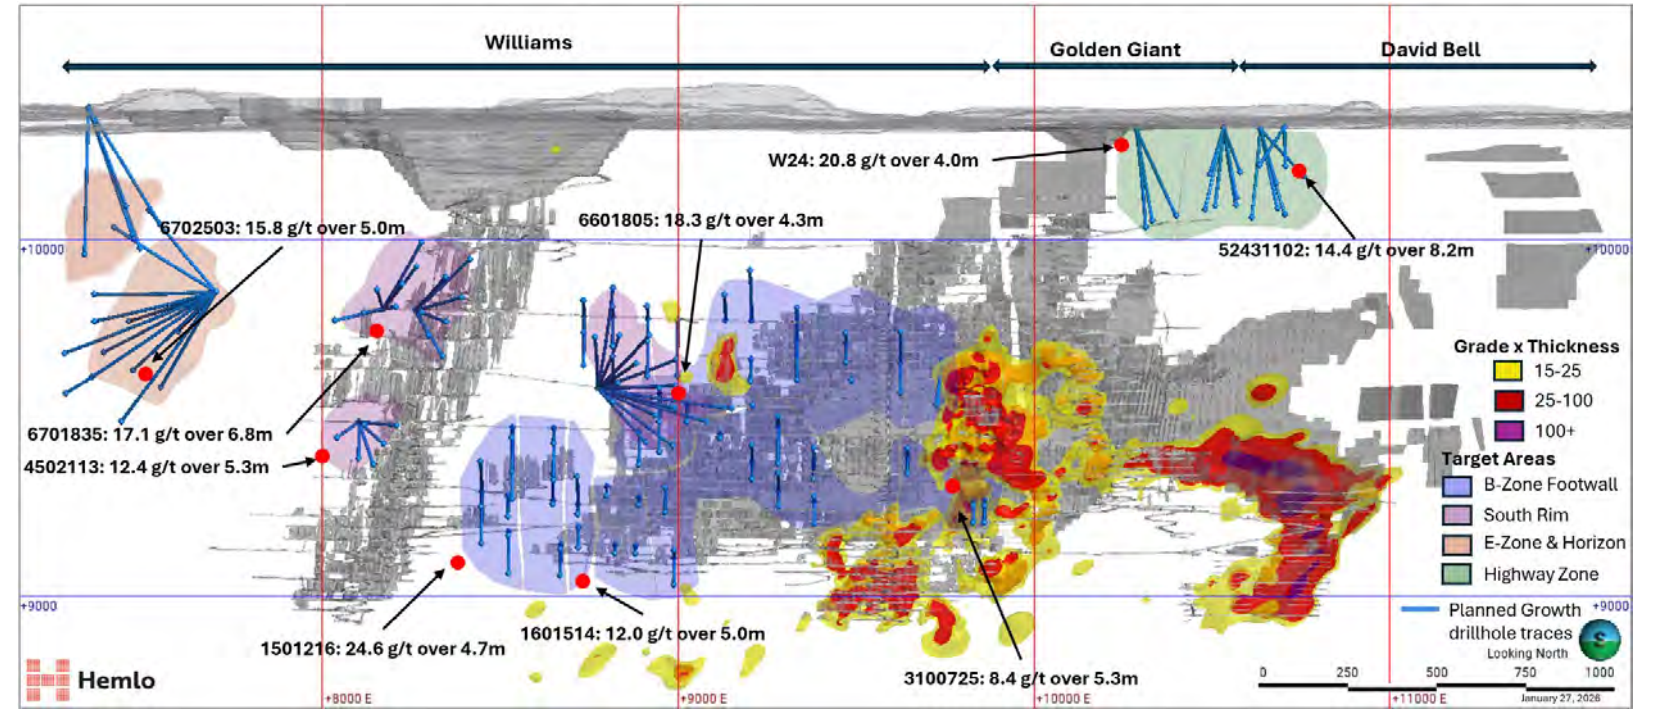 Williams
Golden Giant
David Bell
W24: 20.8 g/t over 4.0m
6702503: 15.8 g/t over 5.0m
6601805: 18.3 g/t over 4.3m
52431102: 14.4 g/t over 8.2m
+10000
+10000
Grade x Thickness
15-25
25-100
100+
Target Areas
B-Zone Footwall
South Rim
E-Zone & Horizon
Highway Zone
6701835: 17.1 g/t over 6.8m
4502113: 12.4 g/t over 5.3m
+9000
+9000
Planned Growth
drillhole traces
Looking North
S
1501216: 24.6 g/t over 4.7m
1601514: 12.0 g/t over 5.0m
3100725: 8.4 g/t over 5.3m
Hemlo
0 250 500 750 1000
January 27, 2026
+8000 E
+9000 E
+10000 E
+11000 E